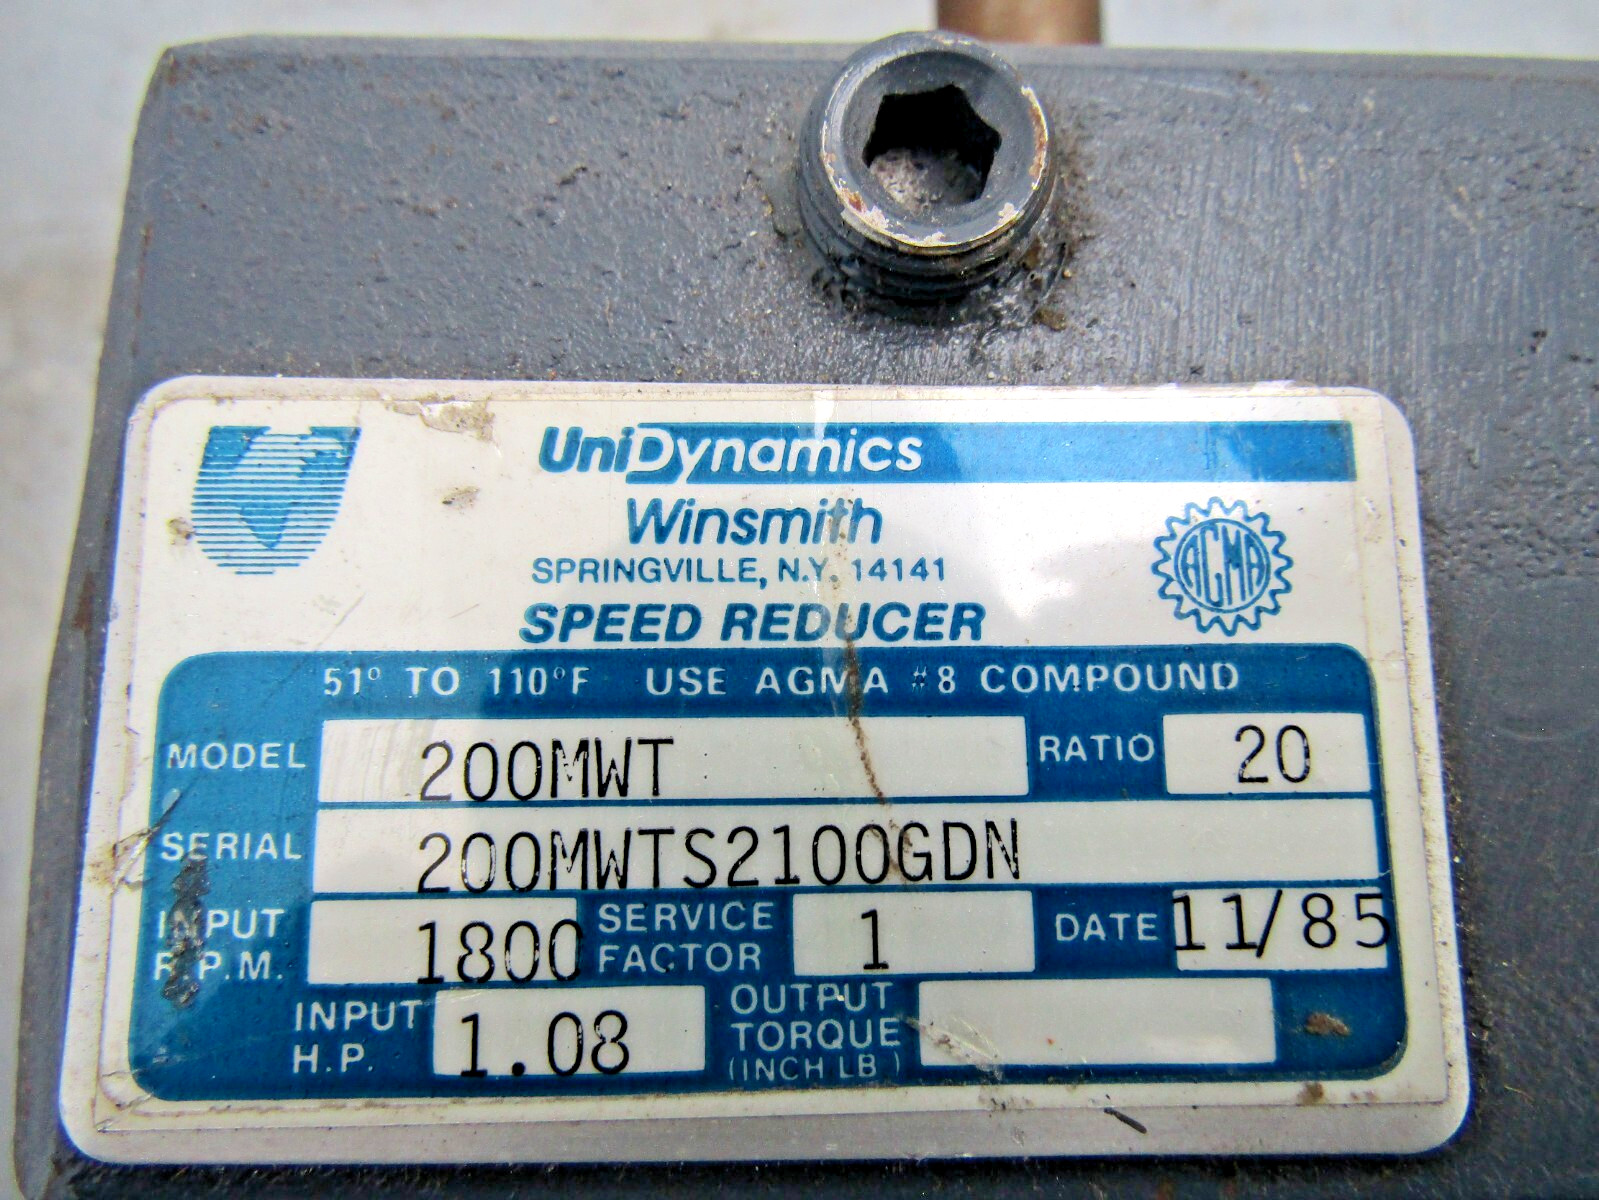 UniDynamics
Winsmith
SPRINGVILLE, N.Y. 14141
SPEED REDUCER
AGMA
51° TO 110°F USE AGMA #8 COMPOUND
MODEL 200MWT RATIO 20
SERIAL 200MWTS2100GDN
INPUT R.P.M. 1800 SERVICE FACTOR 1 DATE 11/85
INPUT H.P. 1.08 OUTPUT TORQUE (INCH LB)